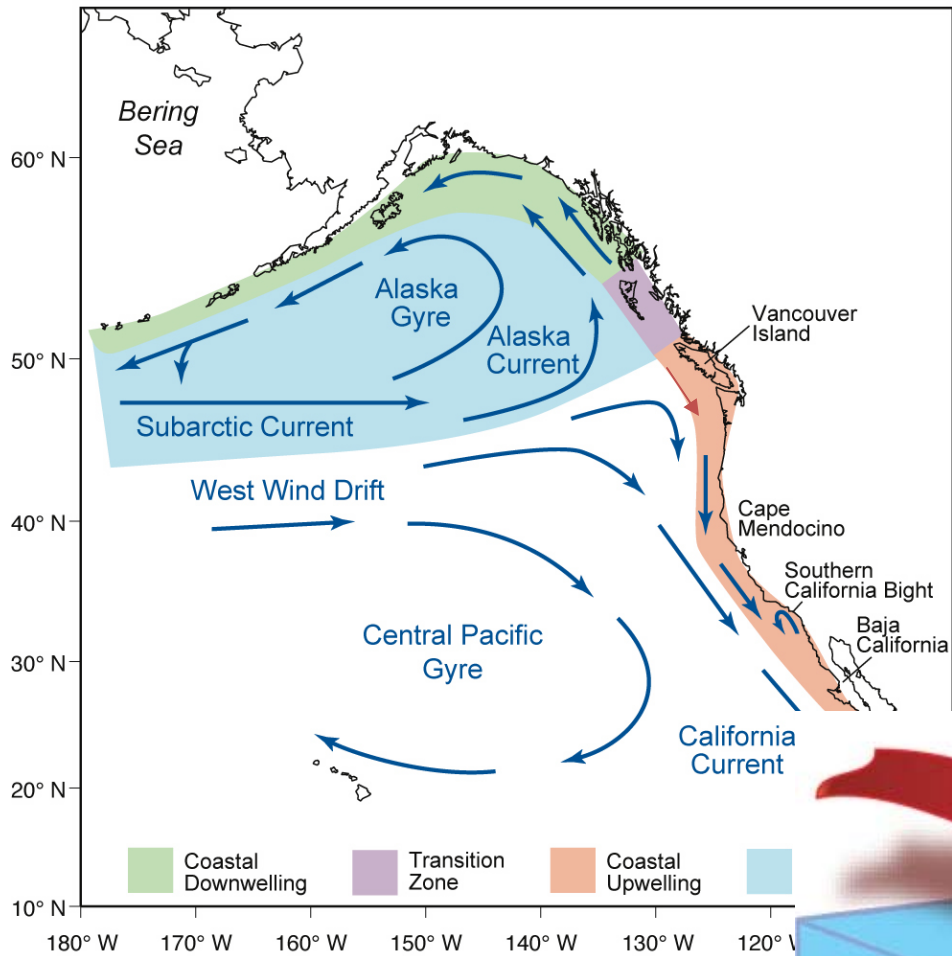 Bering
Sea
60° N
Alaska
Gyre
Alaska
Current
Vancouver
Island
50° N
Subarctic Current
West Wind Drift
40° N
Cape
Mendocino
Southern
California Bight
Baja
California
Central Pacific
Gyre
30° N
California
Current
20° N
Coastal
Downwelling
Transition
Zone
Coastal
Upwelling
10° N
180° W
170° W
160° W
150° W
140° W
130° W
120° W